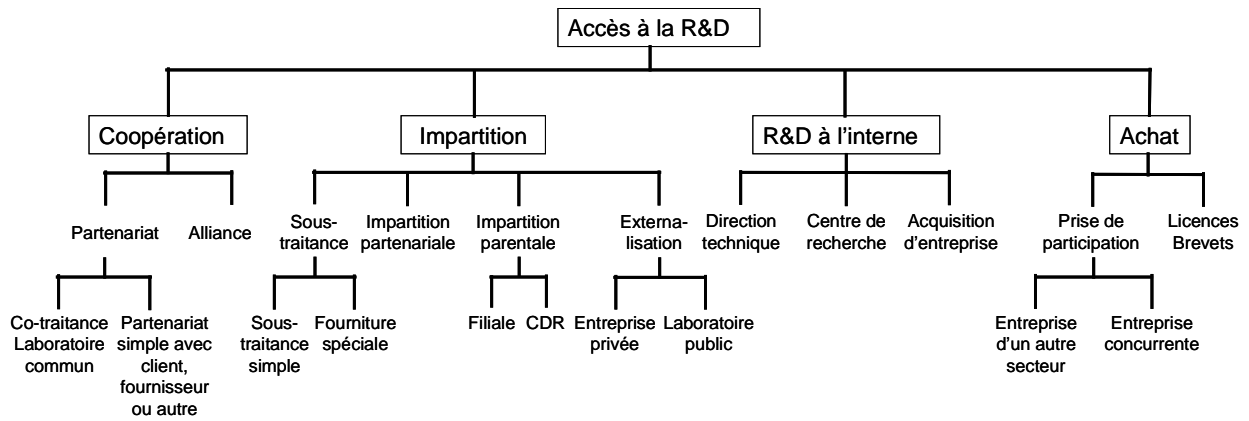 Accès à la R&D
Coopération
Impartition
R&D à l'interne
Achat
Partenariat
Alliance
Sous-
traitance
Impartition
partenariale
Impartition
parentale
Externa-
lisation
Direction
technique
Centre de
recherche
Acquisition
d'entreprise
Prise de
participation
Licences
Brevets
Co-traitance
Laboratoire
commun
Partenariat
simple avec
client,
fournisseur
ou autre
Sous-
traitance
simple
Fourniture
spéciale
Filiale
CDR
Entreprise
privée
Laboratoire
public
Entreprise
d'un autre
secteur
Entreprise
concurrente